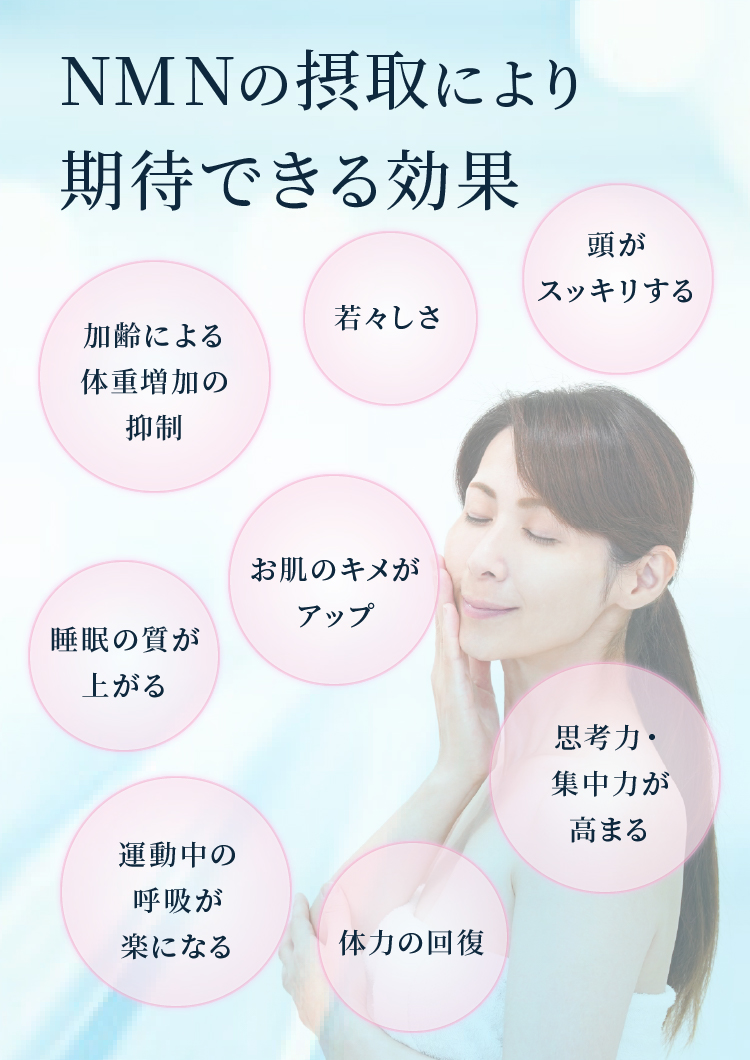 NMNの摂取により
期待できる効果
頭が
スッキリする
若々しさ
加齢による
体重増加の
抑制
お肌のキメが
アップ
睡眠の質が
上がる
思考力・
集中力が
高まる
運動中の
呼吸が
楽になる
体力の回復